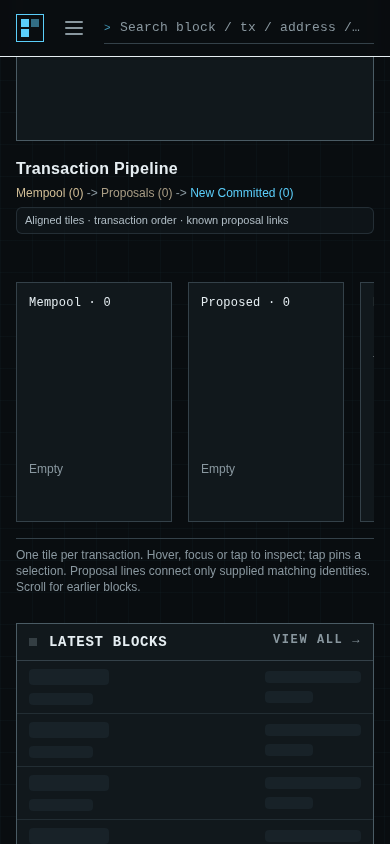 > Search block / tx / address /…
Transaction Pipeline
Mempool (0) -> Proposals (0) -> New Committed (0)
Aligned tiles · transaction order · known proposal links
Mempool · 0
Proposed · 0
Empty
Empty
One tile per transaction. Hover, focus or tap to inspect; tap pins a
selection. Proposal lines connect only supplied matching identities.
Scroll for earlier blocks.
LATEST BLOCKS
VIEW ALL →